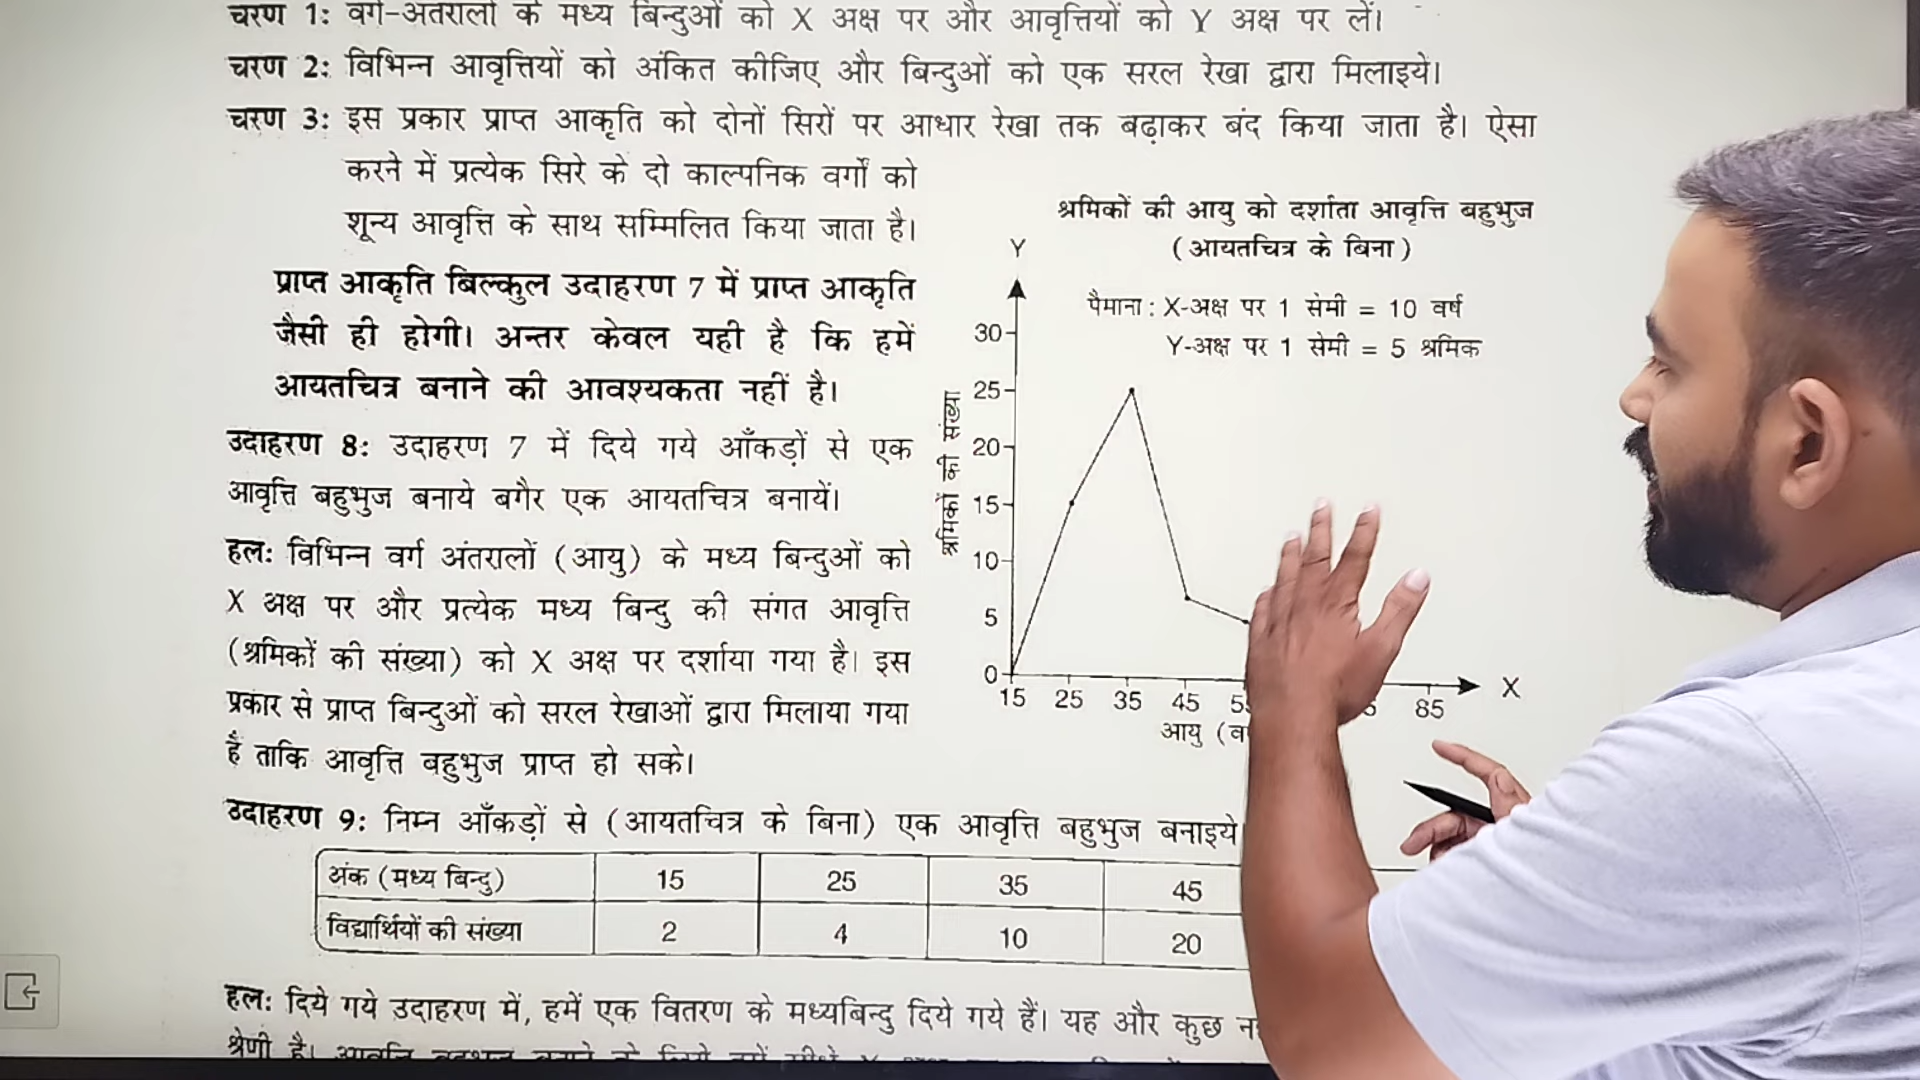 चरण 1: वर्ग-अंतरालों के मध्य बिन्दुओं को X अक्ष पर और आवृत्तियों को Y अक्ष पर लें।
चरण 2: विभिन्न आवृत्तियों को अंकित कीजिए और बिन्दुओं को एक सरल रेखा द्वारा मिलाइये।
चरण 3: इस प्रकार प्राप्त आकृति को दोनों सिरों पर आधार रेखा तक बढ़ाकर बंद किया जाता है। ऐसा
करने में प्रत्येक सिरे के दो काल्पनिक वर्गों को
शून्य आवृत्ति के साथ सम्मिलित किया जाता है।
प्राप्त आकृति बिल्कुल उदाहरण 7 में प्राप्त आकृति
जैसी ही होगी। अन्तर केवल यही है कि हमें
आयतचित्र बनाने की आवश्यकता नहीं है।
उदाहरण 8: उदाहरण 7 में दिये गये आँकड़ों से एक
आवृत्ति बहुभुज बनाये बगैर एक आयतचित्र बनायें।
हल: विभिन्न वर्ग अंतरालों (आयु) के मध्य बिन्दुओं को
X अक्ष पर और प्रत्येक मध्य बिन्दु की संगत आवृत्ति
(श्रमिकों की संख्या) को X अक्ष पर दर्शाया गया है। इस
प्रकार से प्राप्त बिन्दुओं को सरल रेखाओं द्वारा मिलाया गया
है ताकि आवृत्ति बहुभुज प्राप्त हो सके।
श्रमिकों की आयु को दर्शाता आवृत्ति बहुभुज
(आयतचित्र के बिना)
Y
पैमाना: X-अक्ष पर 1 सेमी = 10 वर्ष
Y-अक्ष पर 1 सेमी = 5 श्रमिक
श्रमिकों की संख्या
30
25
20
15
10
5
0
15 25 35 45 85 X
आयु
उदाहरण 9: निम्न आँकड़ों से (आयतचित्र के बिना) एक आवृत्ति बहुभुज बनाइये
अंक (मध्य बिन्दु) 15 25 35 45
विद्यार्थियों की संख्या 2 4 10 20
हल: दिये गये उदाहरण में, हमें एक वितरण के मध्यबिन्दु दिये गये हैं। यह और कुछ
श्रेणी है।